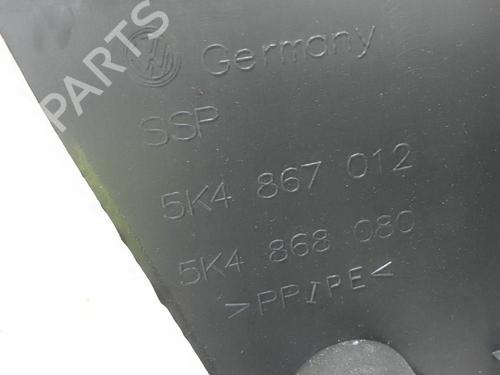 Germany
SSP
5K4 867 012
5K4 868 080
>PP/PE<
PARTS